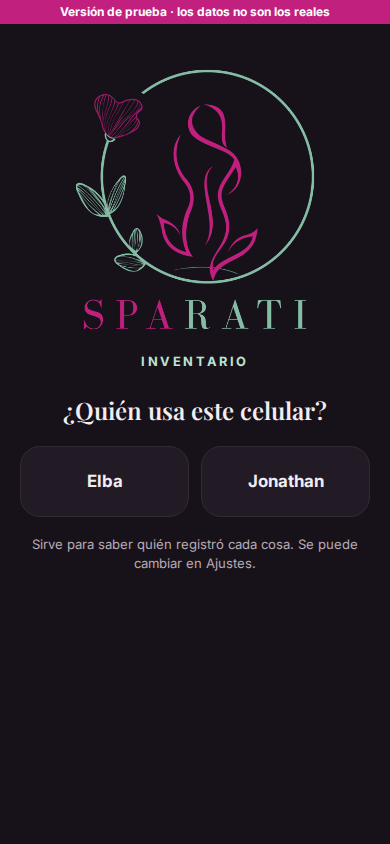 Versión de prueba · los datos no son los reales
SPARATI
INVENTARIO
¿Quién usa este celular?
Elba
Jonathan
Sirve para saber quién registró cada cosa. Se puede
cambiar en Ajustes.